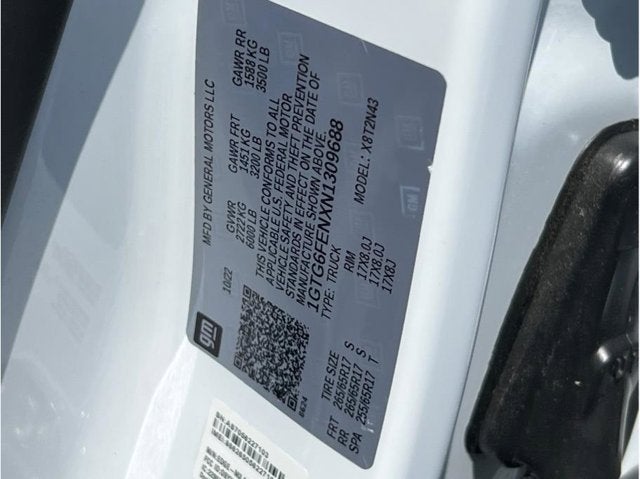 gm
MFD BY GENERAL MOTORS LLC
10/22
GVWR GAWR FRT GAWR RR
2722 KG 1451 KG 1588 KG
6000 LB 3200 LB 3500 LB
THIS VEHICLE CONFORMS TO ALL
APPLICABLE U.S. FEDERAL MOTOR
VEHICLE SAFETY AND THEFT PREVENTION
STANDARDS IN EFFECT ON THE DATE OF
MANUFACTURE SHOWN ABOVE.
1GTG6FENXN1309688
TYPE: TRUCK MODEL: X8T2N43
TIRE SIZE RIM
FRT 265/65R17 S 17X8.0J
RR 265/65R17 S 17X8.0J
SPA 255/65R17 T 17X8J